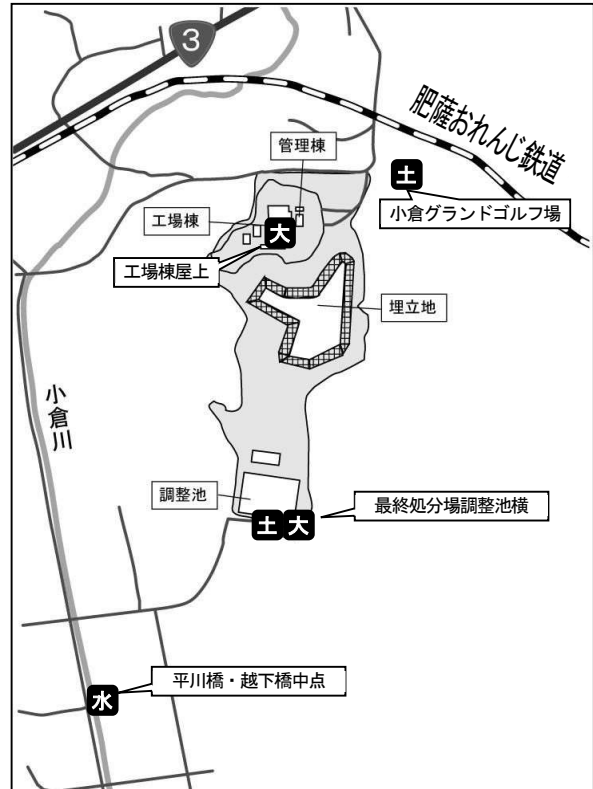 3
肥薩おれんじ鉄道
管理棟
土
小倉グランドゴルフ場
工場棟
大
工場棟屋上
埋立地
小倉川
調整池
最終処分場調整池横
土 大
平川橋・越下橋中点
水